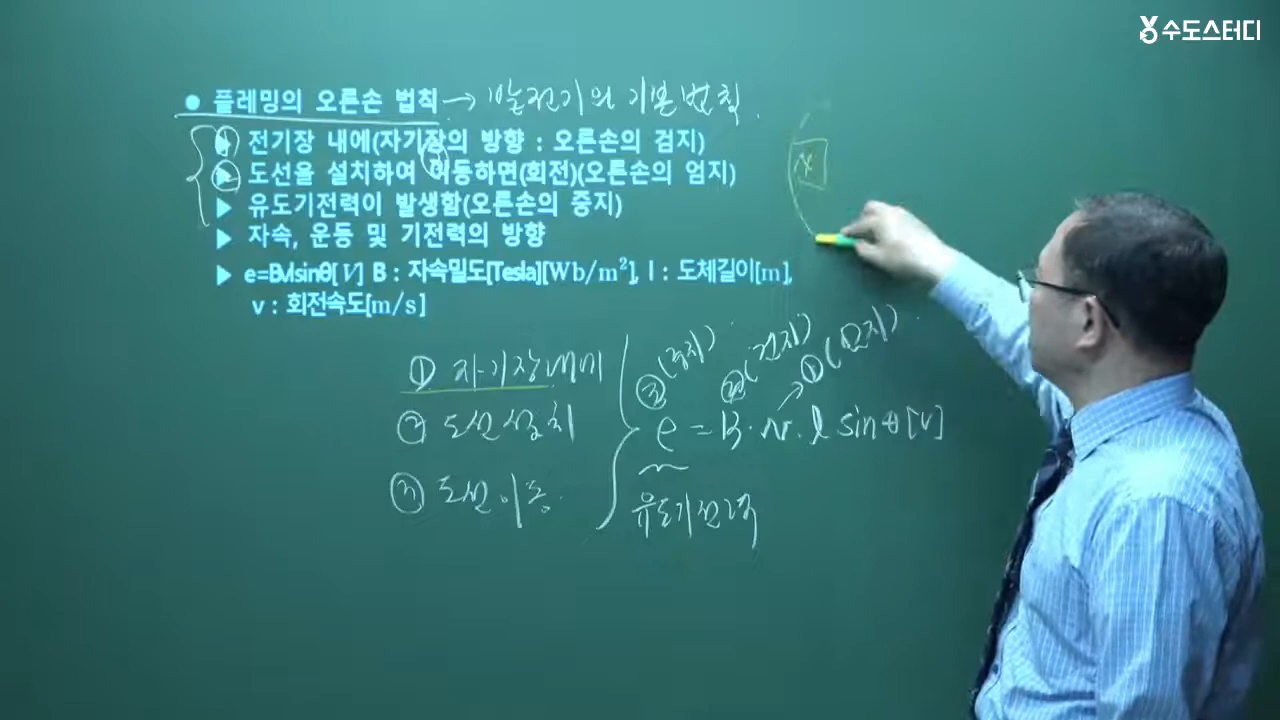 수도스터디
● 플레밍의 오른손 법칙 → 발전기의 기본법칙.
① 전기장 내에(자기장의 방향 : 오른손의 검지)
② 도선을 설치하여 이동하면(회전)(오른손의 엄지)
▶ 유도기전력이 발생함(오른손의 중지)
▶ 자속, 운동 및 기전력의 방향
▶ e=Bvlsinθ[V] B : 자속밀도[Tesla][Wb/m²], l : 도체길이[m],
v : 회전속도[m/s]
① 자기장내에
② 도선설치
③ 도선이동.
③(중지) ②(검지) ①(엄지)
e = B·v·l sinθ[V]
유도기전력